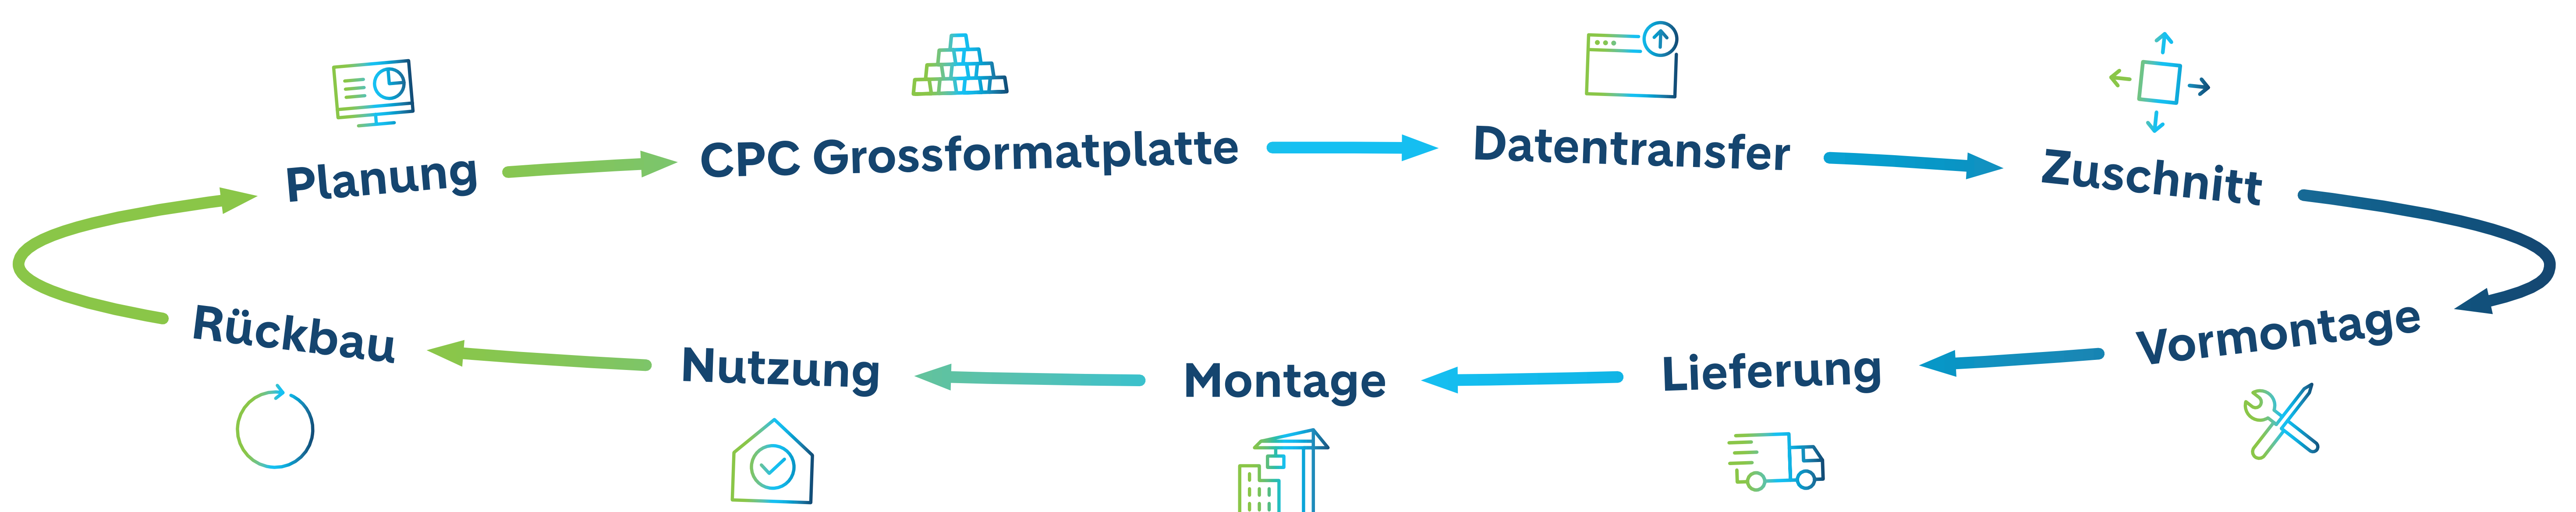 Planung
CPC Grossformatplatte
Datentransfer
Zuschnitt
Vormontage
Lieferung
Montage
Nutzung
Rückbau